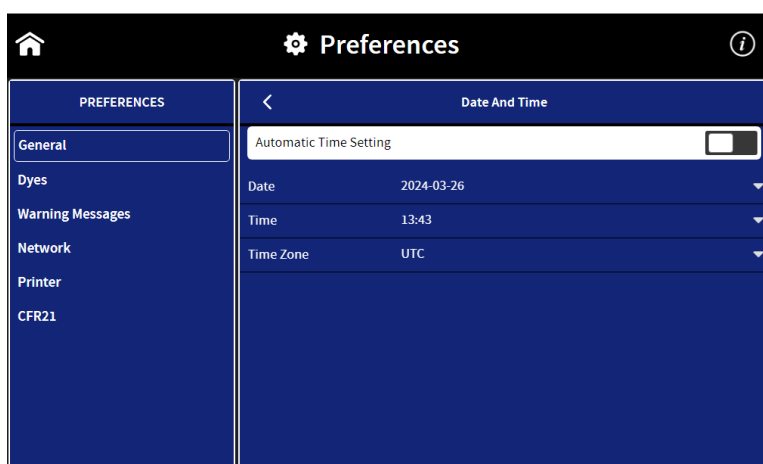 Preferences
PREFERENCES
General
Dyes
Warning Messages
Network
Printer
CFR21
Date And Time
Automatic Time Setting
Date 2024-03-26
Time 13:43
Time Zone UTC